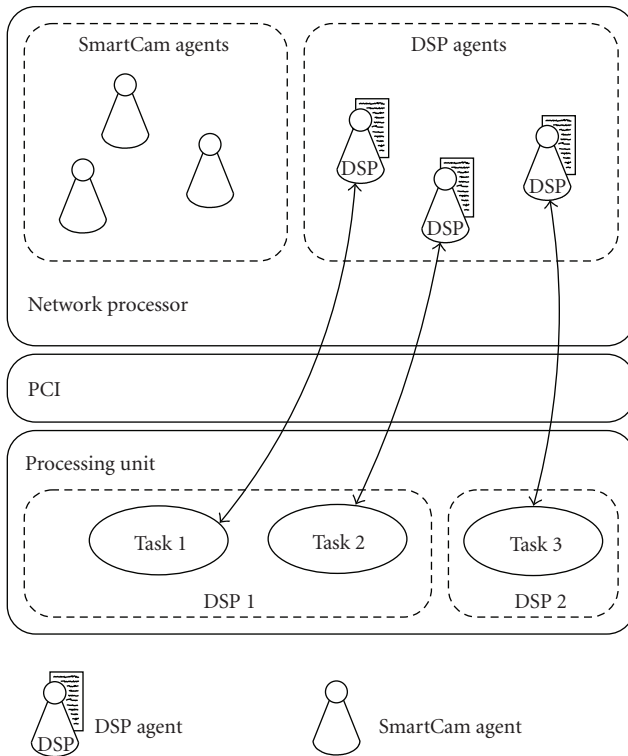 SmartCam agents
DSP agents
DSP
DSP
DSP
Network processor
PCI
Processing unit
Task 1
Task 2
Task 3
DSP 1
DSP 2
DSP
DSP agent
SmartCam agent